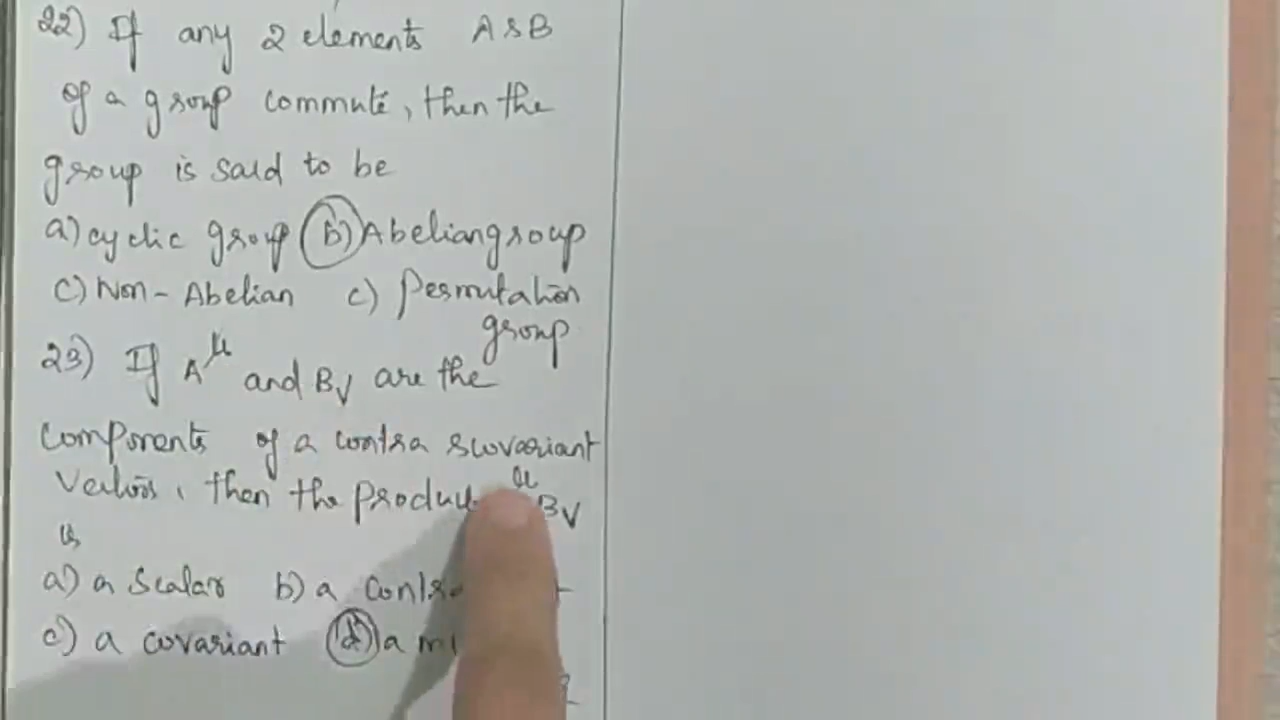 22) If any 2 elements A & B
of a group commute, then the
group is said to be
a) cyclic group (b) Abelian group
c) Non-Abelian c) Permutation
group
23) If A^μ and Bν are the
components of a contra & covariant
vectors, then the product μ Bν
is
a) a scalar b) a
c) a covariant (d) a